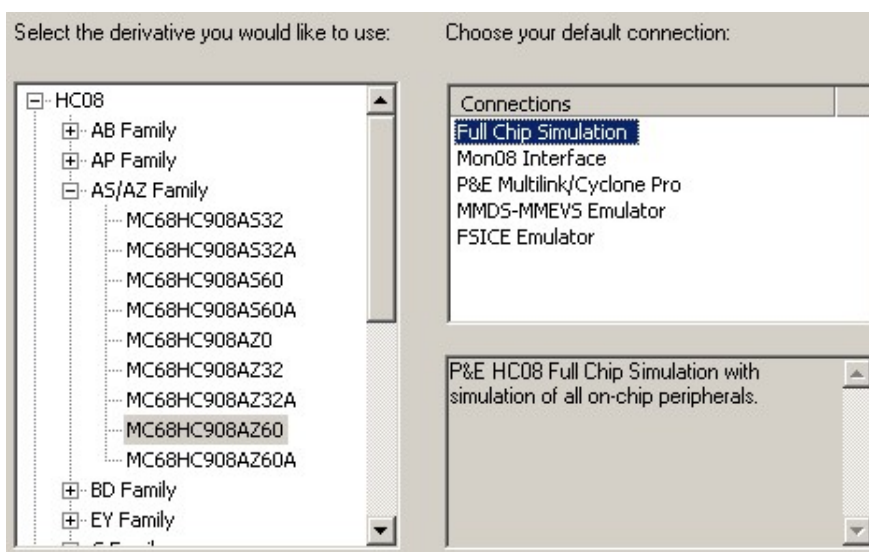 Select the derivative you would like to use:
HC08
AB Family
AP Family
AS/AZ Family
MC68HC908AS32
MC68HC908AS32A
MC68HC908AS60
MC68HC908AS60A
MC68HC908AZ0
MC68HC908AZ32
MC68HC908AZ32A
MC68HC908AZ60
MC68HC908AZ60A
BD Family
EY Family
Choose your default connection:
Connections
Full Chip Simulation
Mon08 Interface
P&E Multilink/Cyclone Pro
MMDS-MMEVS Emulator
FSICE Emulator
P&E HC08 Full Chip Simulation with
simulation of all on-chip peripherals.